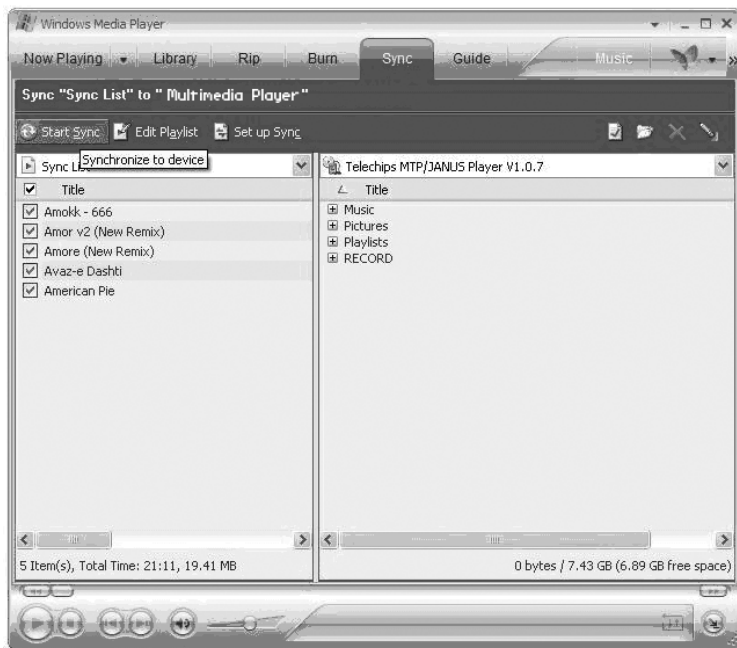 Windows Media Player
Now Playing Library Rip Burn Sync Guide Music
Sync "Sync List" to " Multimedia Player"
Start Sync Edit Playlist Set up Sync
Synchronize to device
Telechips MTP/JANUS Player V1.0.7
Title
Title
Amokk - 666
Amor v2 (New Remix)
Amore (New Remix)
Avaz-e Dashti
American Pie
Music
Pictures
Playlists
RECORD
5 Item(s), Total Time: 21:11, 19.41 MB
0 bytes / 7.43 GB (6.89 GB free space)